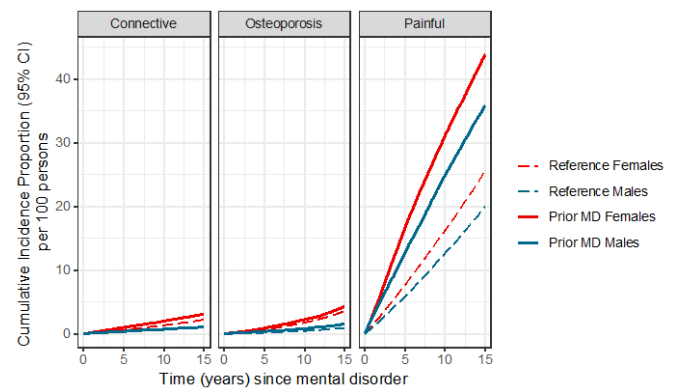 Connective Osteoporosis Painful
Cumulative Incidence Proportion (95% CI)
per 100 persons
40
30
20
10
0
0 5 10 15 0 5 10 15 0 5 10 15
Time (years) since mental disorder
Reference Females
Reference Males
Prior MD Females
Prior MD Males